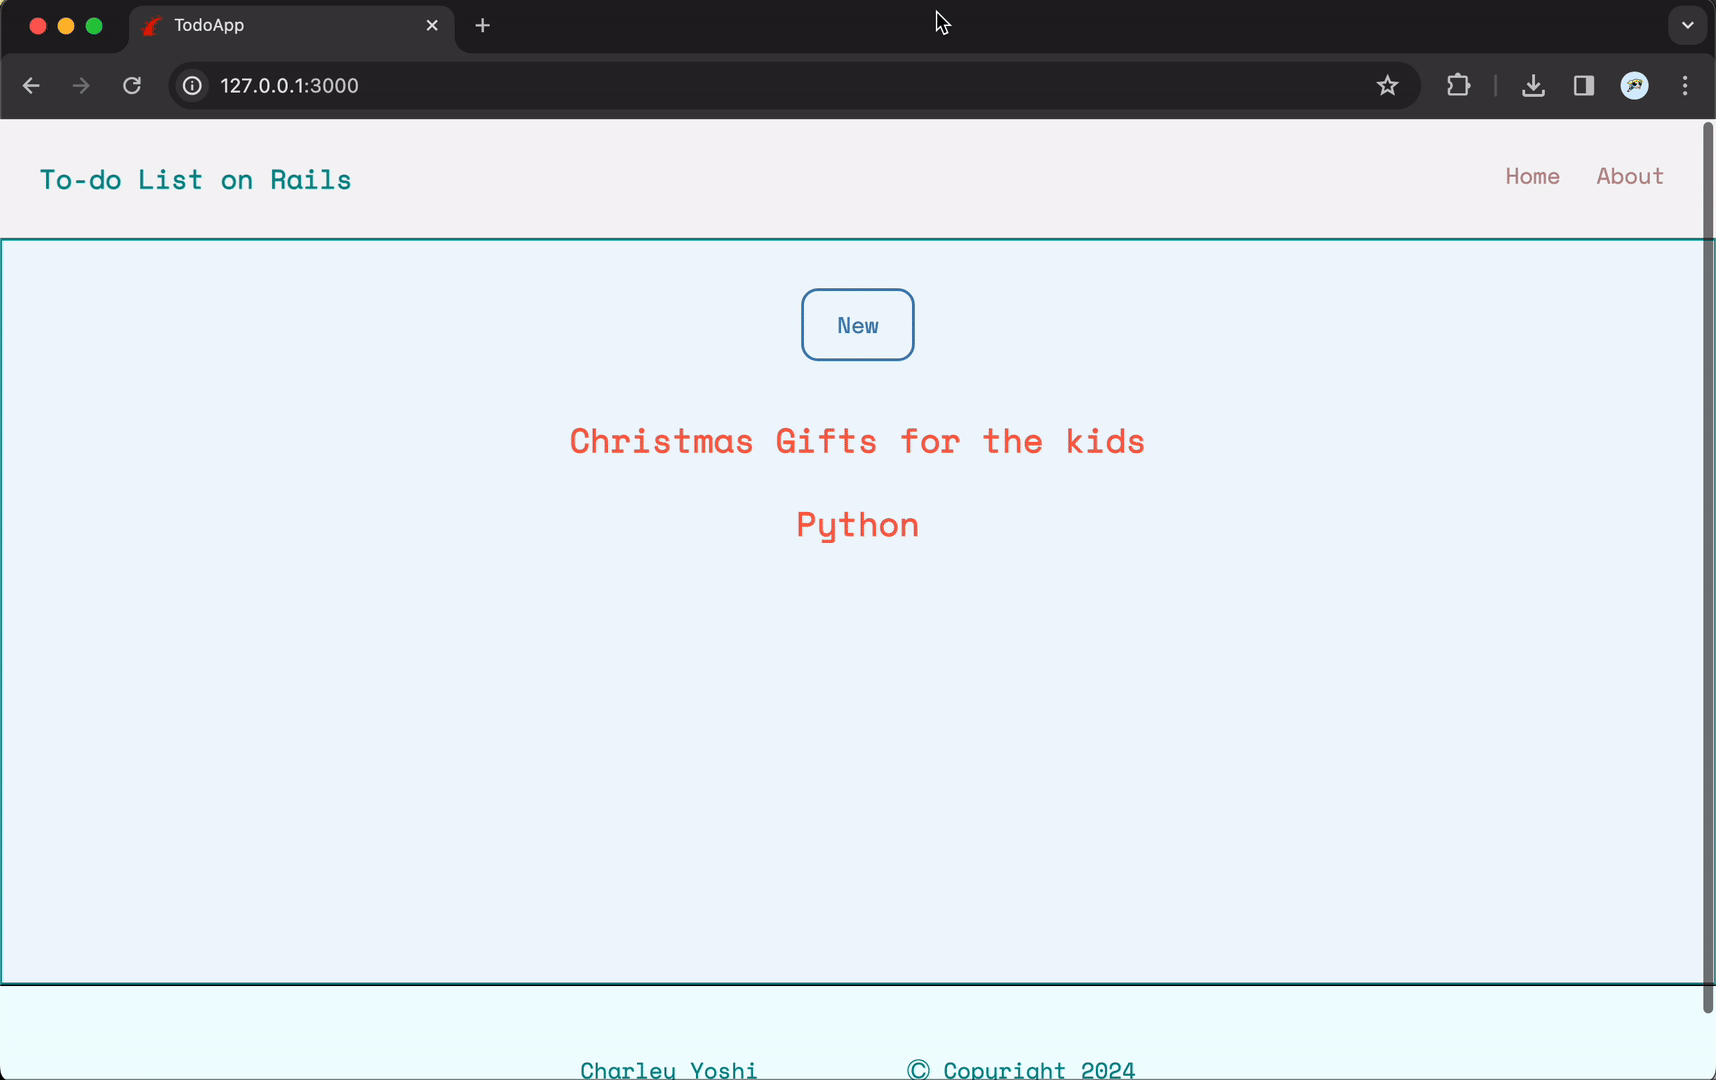 TodoApp
127.0.0.1:3000
To-do List on Rails
Home About
New
Christmas Gifts for the kids
Python
Charley Yoshi © Copyright 2024